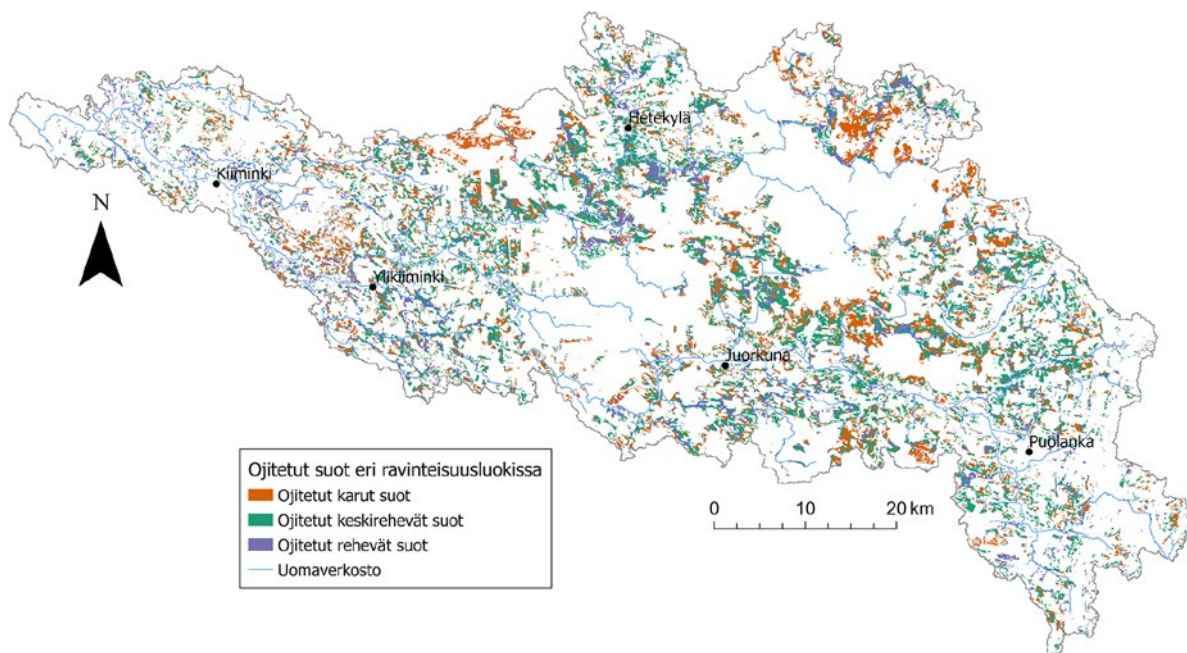 Hetekylä
Kiiminki
N
Ylikiiminki
Juorkuna
Puolanka
Ojitetut suot eri ravinteisuusluokissa
Ojitetut karut suot
Ojitetut keskirehevät suot
Ojitetut rehevät suot
Uomaverkosto
0 10 20 km